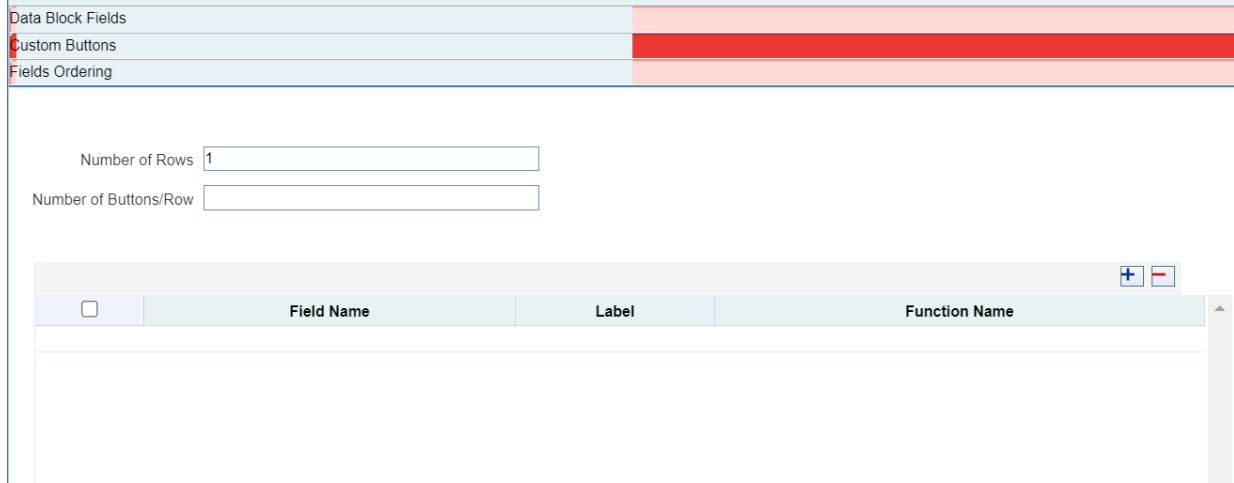 Data Block Fields
Custom Buttons
Fields Ordering
Number of Rows 1
Number of Buttons/Row
Field Name Label Function Name